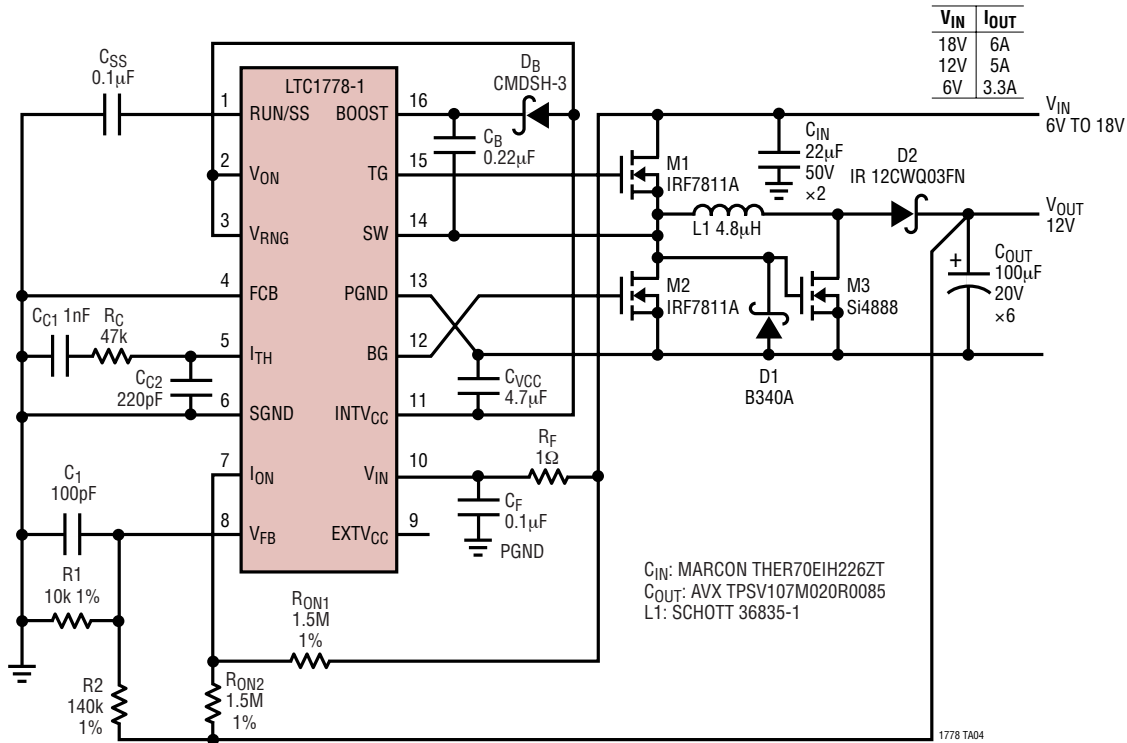 VIN IOUT
18V 6A
12V 5A
6V 3.3A
CSS
0.1µF
DB
CMDSH-3
LTC1778-1
1 RUN/SS BOOST 16
2 VON TG 15
3 VRNG SW 14
4 FCB PGND 13
5 ITH BG 12
6 SGND INTVCC 11
7 ION VIN 10
8 VFB EXTVCC 9
CB
0.22µF
M1
IRF7811A
CIN
22µF
50V
×2
VIN
6V TO 18V
D2
IR 12CWQ03FN
L1 4.8µH
VOUT
12V
M2
IRF7811A
M3
Si4888
+
COUT
100µF
20V
×6
D1
B340A
CC1 1nF
RC
47k
CC2
220pF
CVCC
4.7µF
RF
1Ω
CF
0.1µF
PGND
C1
100pF
R1
10k 1%
RON1
1.5M
1%
R2
140k
1%
RON2
1.5M
1%
CIN: MARCON THER70EIH226ZT
COUT: AVX TPSV107M020R0085
L1: SCHOTT 36835-1
1778 TA04